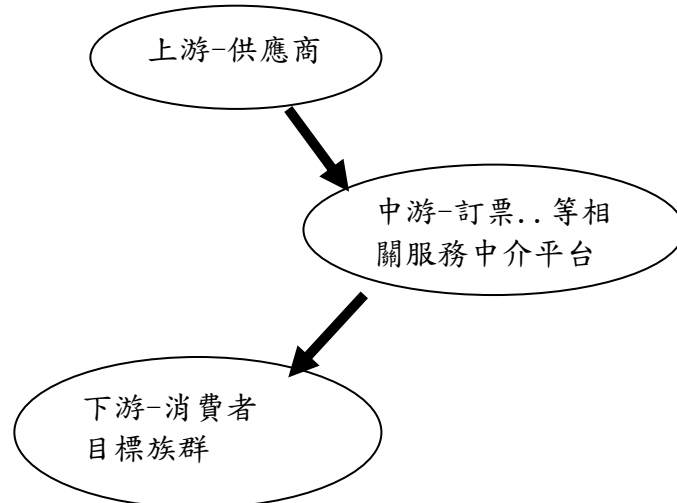 上游-供應商
中游-訂票..等相
關服務中介平台
下游-消費者
目標族群